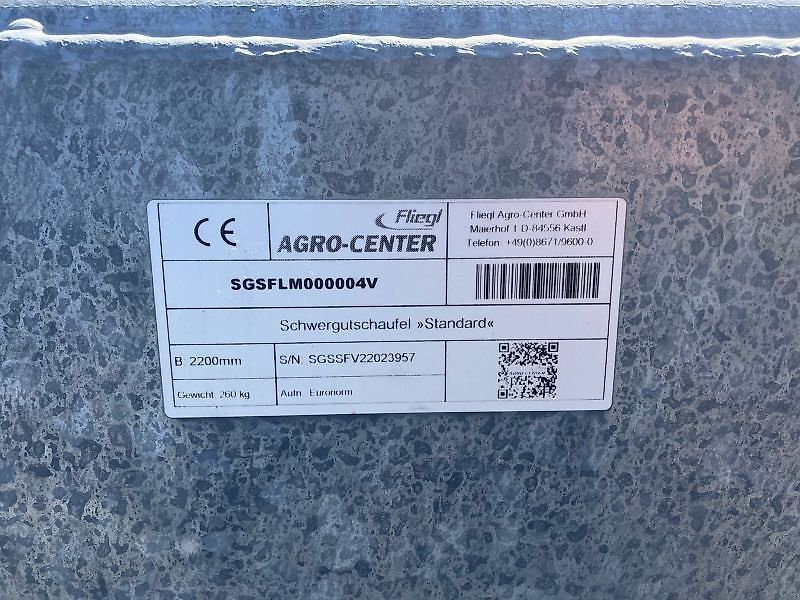 CE
Fliegl
AGRO-CENTER
Fliegl Agro-Center GmbH
Maierhof 1 D-84556 Kastl
Telefon: +49(0)8671/9600-0
SGSFLM000004V
Schwergutschaufel »Standard«
B: 2200mm
S/N: SGSSFV22023957
Gewicht: 260 kg
Aufn.: Euronorm